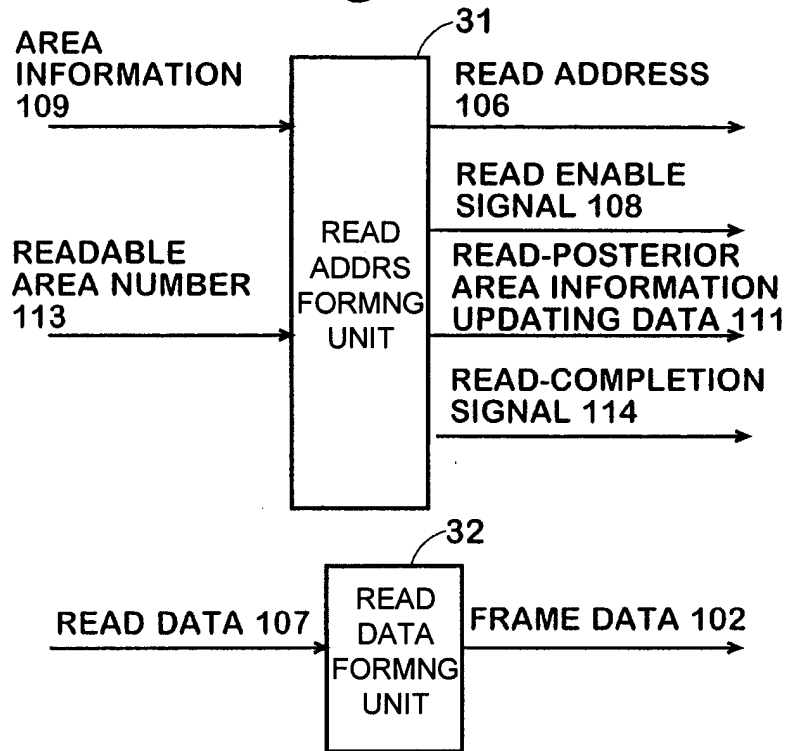 31
AREA
INFORMATION
109
READ ADDRESS
106
READ ENABLE
SIGNAL 108
READABLE
AREA NUMBER
113
READ
ADDRS
FORMNG
UNIT
READ-POSTERIOR
AREA INFORMATION
UPDATING DATA 111
READ-COMPLETION
SIGNAL 114
32
READ DATA 107
READ
DATA
FORMNG
UNIT
FRAME DATA 102